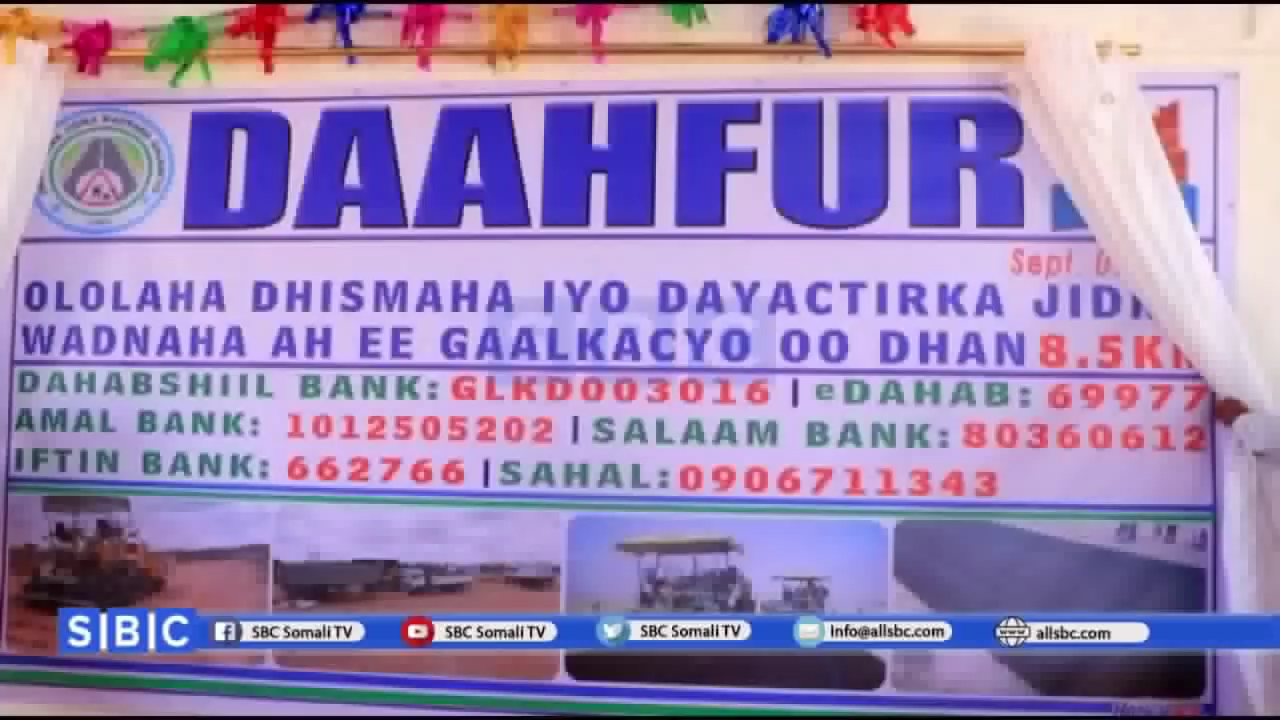 DAAHFUR
Sept.
OLOLAHA DHISMAHA IYO DAYACTIRKA
WADNAHA AH EE GAALKACYO OO DHAN 8.5K
DAHABSHIIL BANK: GLKD003016 | eDAHAB: 69977
AMAL BANK: 1012505202 | SALAAM BANK: 80360612
IFTIN BANK: 662766 | SAHAL: 0906711343
S|B|C SBC Somali TV SBC Somali TV SBC Somali TV Info@allsbc.com allsbc.com